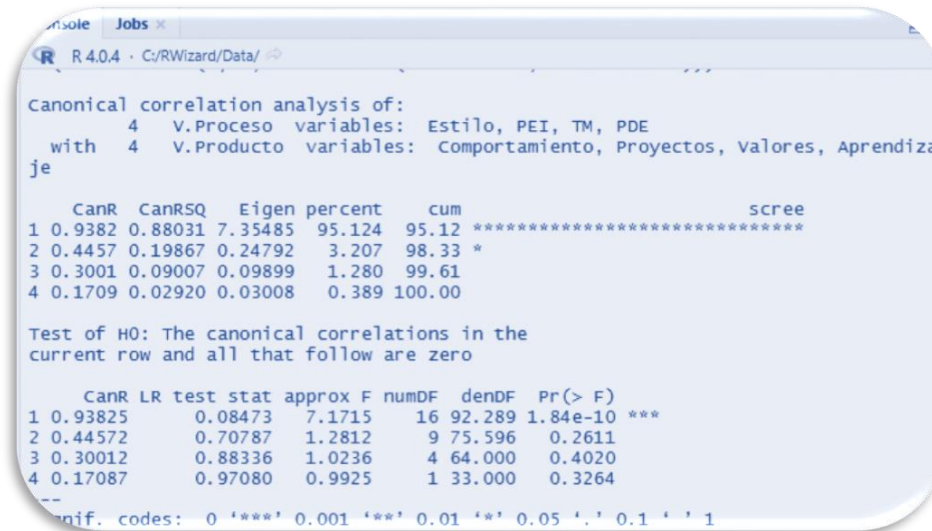 Jobs ×
R R 4.0.4 · C:/RWizard/Data/
Canonical correlation analysis of:
4 V.Proceso variables: Estilo, PEI, TM, PDE
with 4 V.Producto variables: Comportamiento, Proyectos, Valores, Aprendiza
je
CanR CanRSQ Eigen percent cum scree
1 0.9382 0.88031 7.35485 95.124 95.12 ******************************
2 0.4457 0.19867 0.24792 3.207 98.33 *
3 0.3001 0.09007 0.09899 1.280 99.61
4 0.1709 0.02920 0.03008 0.389 100.00
Test of H0: The canonical correlations in the
current row and all that follow are zero
CanR LR test stat approx F numDF denDF Pr(> F)
1 0.93825 0.08473 7.1715 16 92.289 1.84e-10 ***
2 0.44572 0.70787 1.2812 9 75.596 0.2611
3 0.30012 0.88336 1.0236 4 64.000 0.4020
4 0.17087 0.97080 0.9925 1 33.000 0.3264
codes: 0 ‘***’ 0.001 ‘**’ 0.01 ‘*’ 0.05 ‘.’ 0.1 ‘ ’ 1